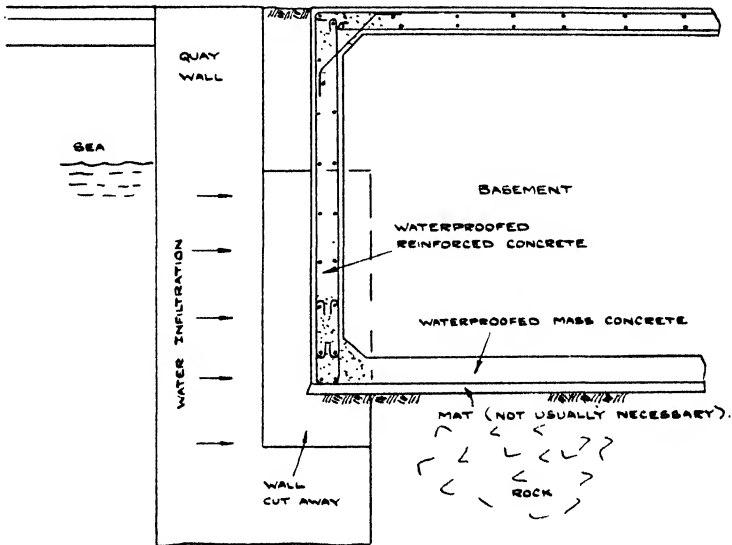 QUAY
WALL
SEA
BASEMENT
WATERPROOFED
REINFORCED CONCRETE
WATER INFILTRATION
WATERPROOFED MASS CONCRETE
MAT (NOT USUALLY NECESSARY).
WALL
CUT AWAY
ROCK